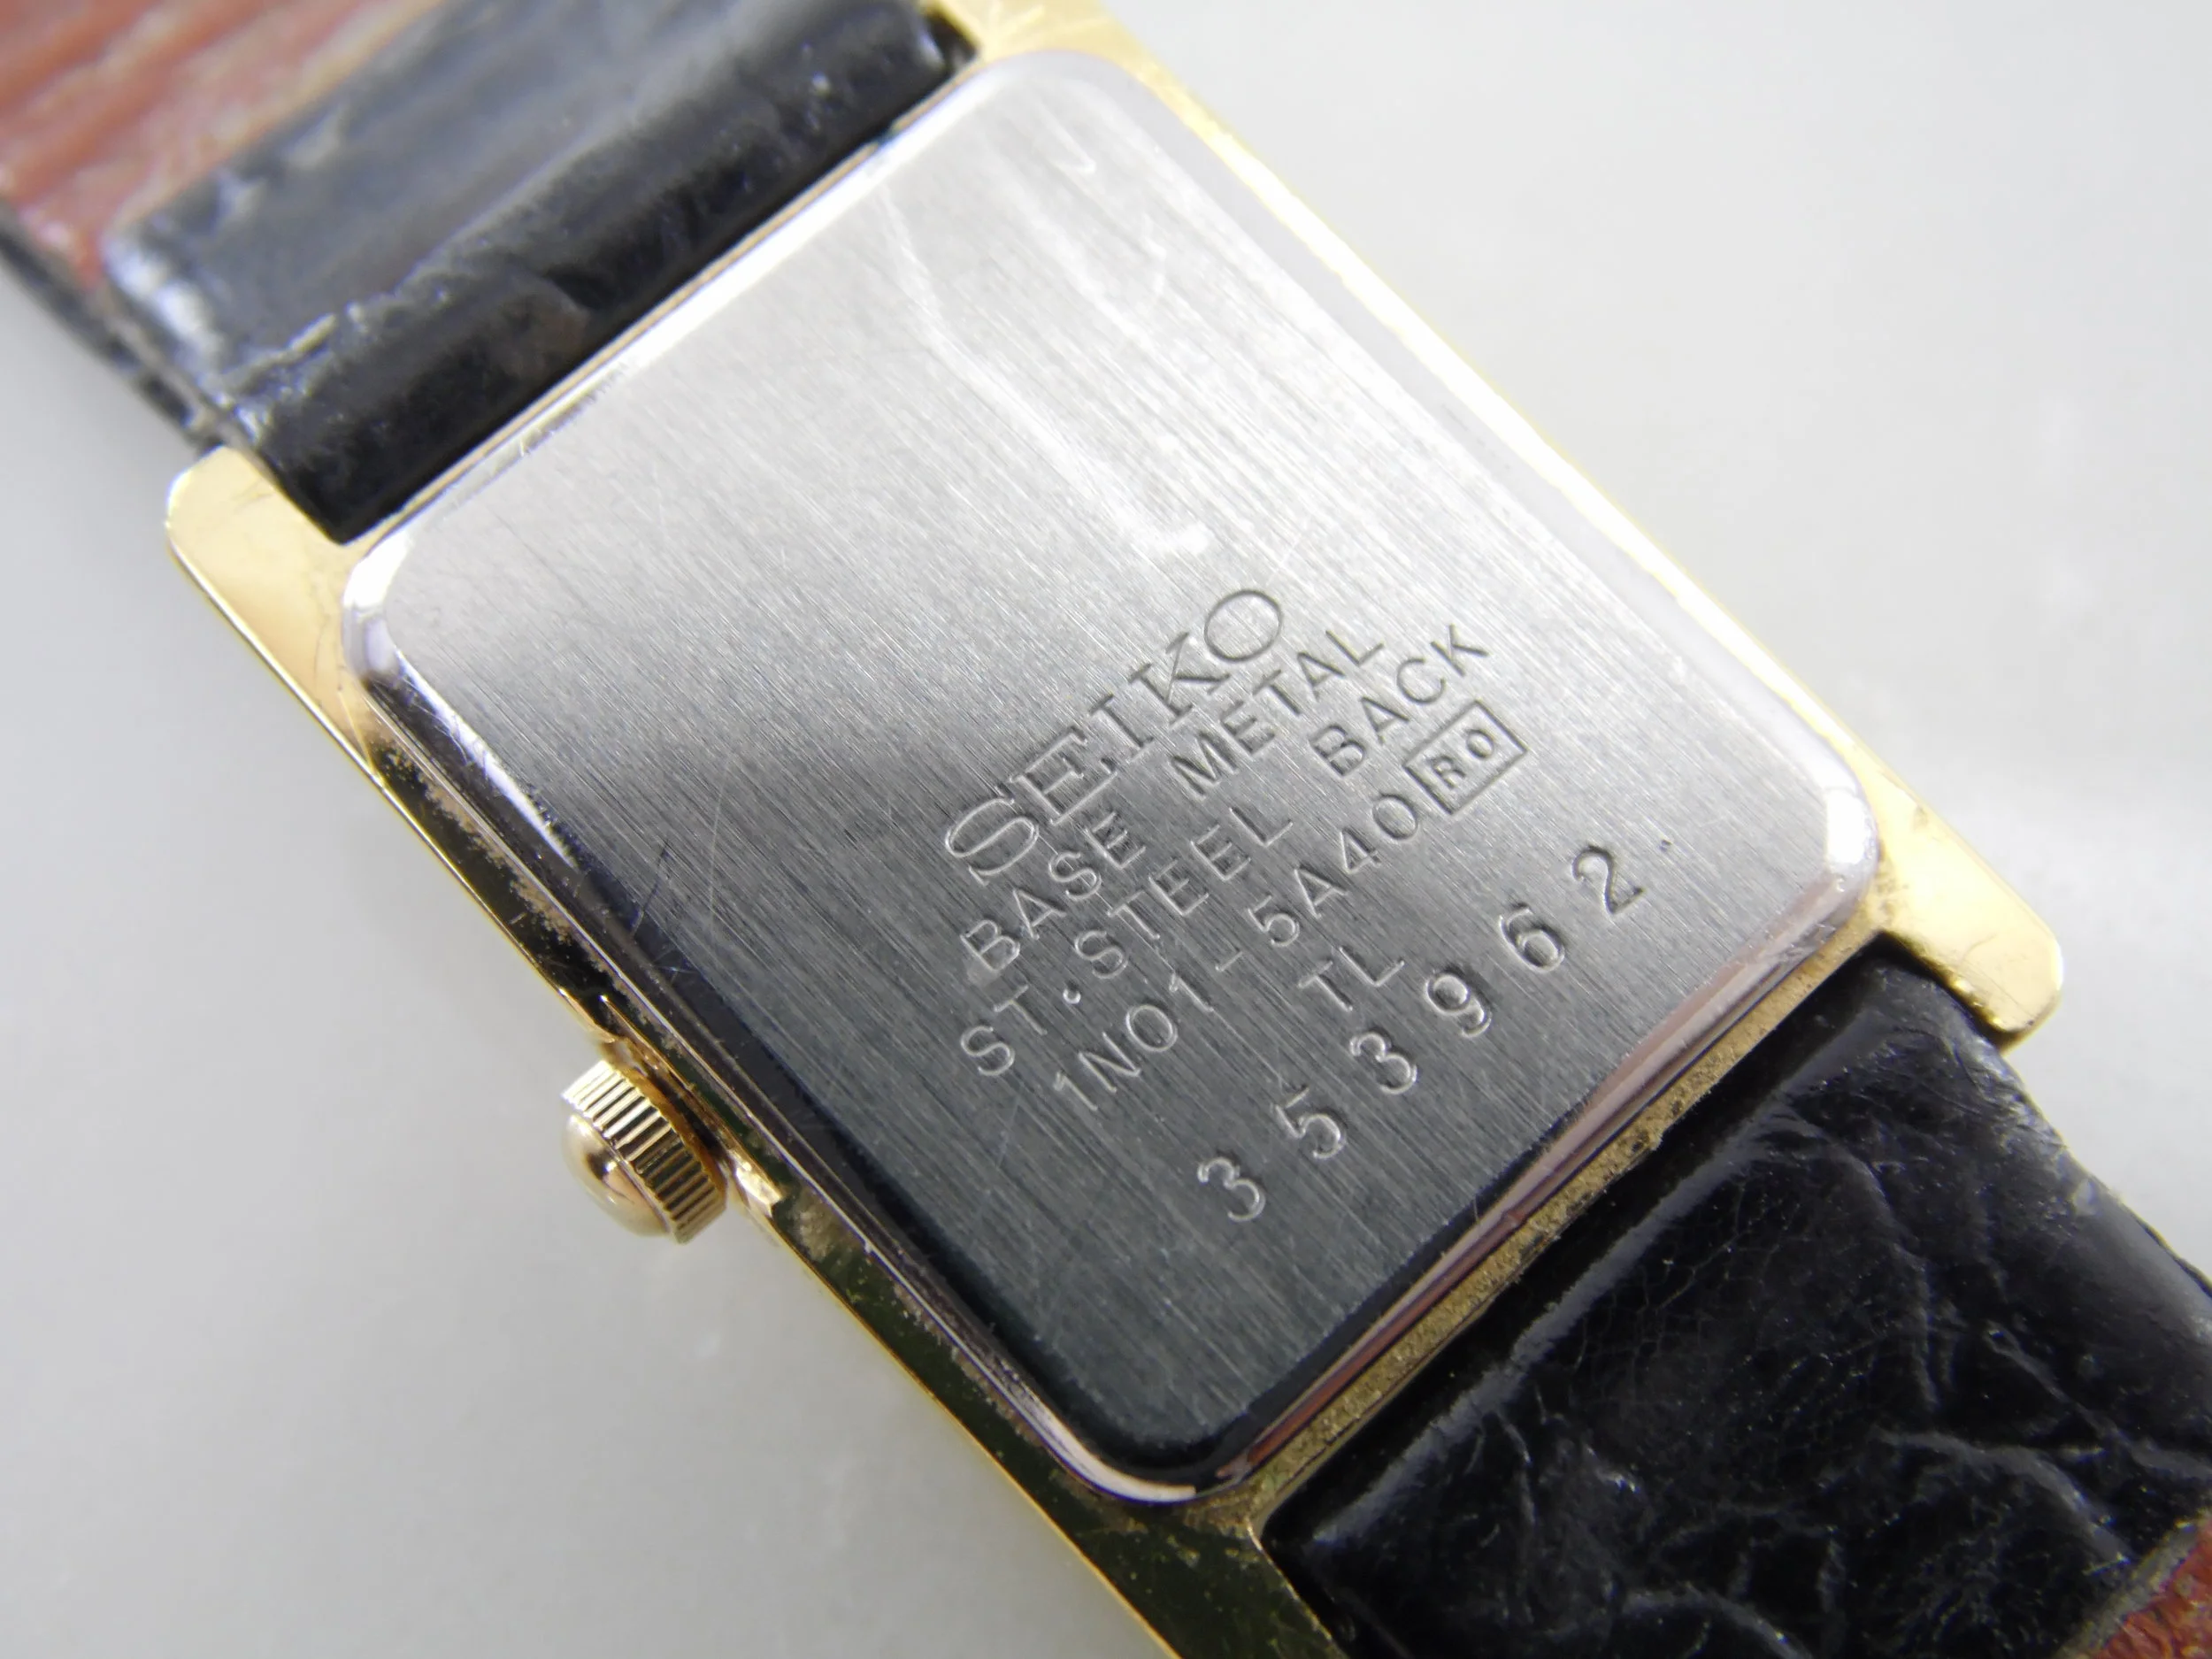 SEIKO
BASE METAL
ST. STEEL BACK
1N01-5A40 R0
TL
353962